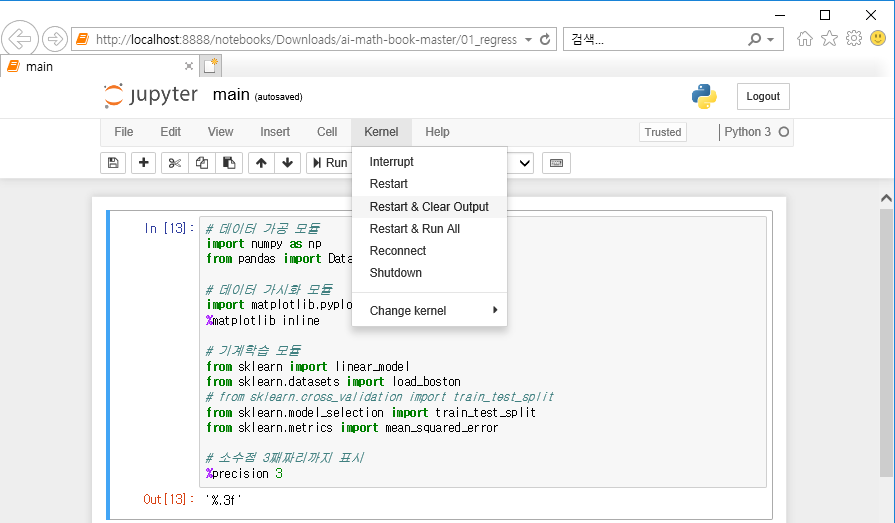 http://localhost:8888/notebooks/Downloads/ai-math-book-master/01_regress
검색...
main
jupyter main (autosaved)
Logout
File Edit View Insert Cell Kernel Help
Trusted Python 3
Run
Interrupt
Restart
Restart & Clear Output
Restart & Run All
Reconnect
Shutdown
Change kernel
In [13]:
# 데이터 가공 모듈
import numpy as np
from pandas import Data
# 데이터 가시화 모듈
import matplotlib.pyplo
%matplotlib inline
# 기계학습 모듈
from sklearn import linear_model
from sklearn.datasets import load_boston
# from sklearn.cross_validation import train_test_split
from sklearn.model_selection import train_test_split
from sklearn.metrics import mean_squared_error
# 소수점 3째짜리까지 표시
%precision 3
Out[13]: '%.3f'